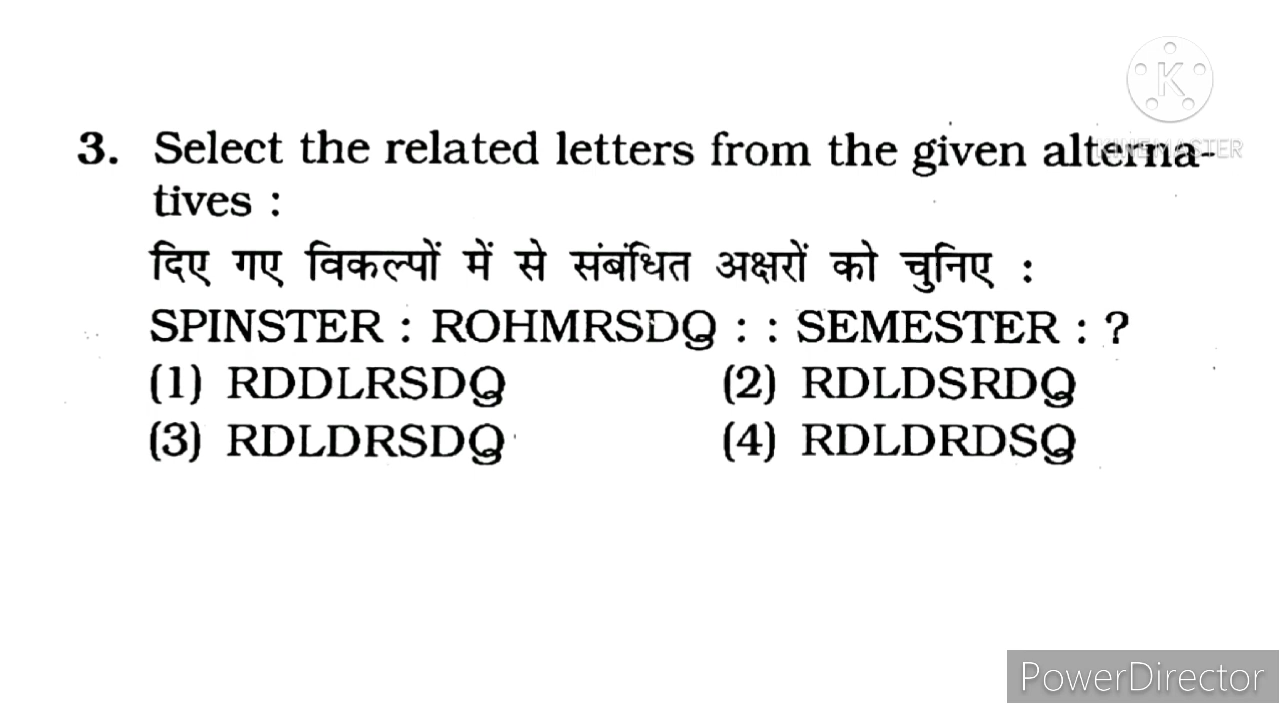 K
KINEMASTER
3. Select the related letters from the given alterna-
tives :
दिए गए विकल्पों में से संबंधित अक्षरों को चुनिए :
SPINSTER : ROHMRSDQ : : SEMESTER : ?
(1) RDDLRSDQ (2) RDLDSRDQ
(3) RDLDRSDQ (4) RDLDRDSQ
PowerDirector